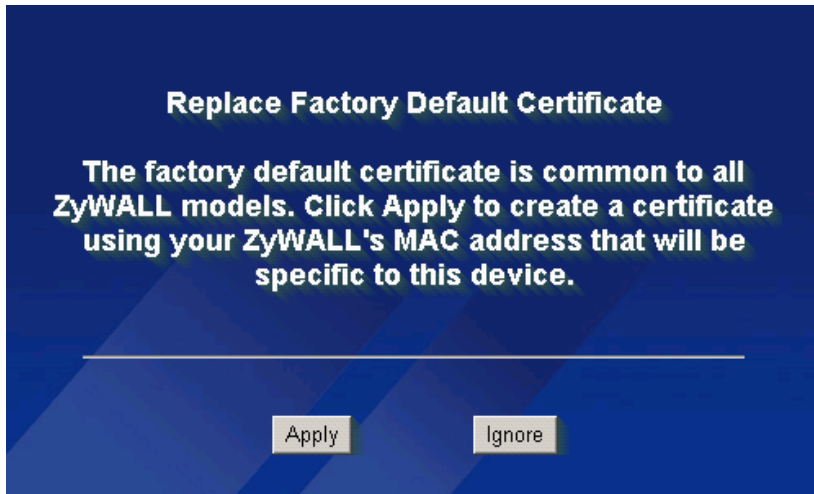 Replace Factory Default Certificate
The factory default certificate is common to all
ZyWALL models. Click Apply to create a certificate
using your ZyWALL's MAC address that will be
specific to this device.
Apply
Ignore